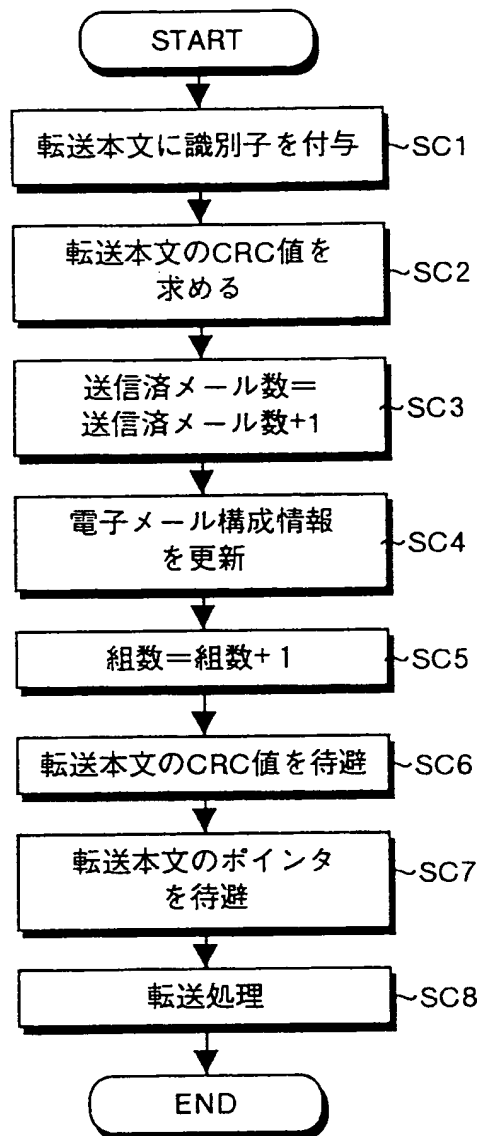 START
転送本文に識別子を付与
SC1
転送本文のCRC値を
求める
SC2
送信済メール数＝
送信済メール数+1
SC3
電子メール構成情報
を更新
SC4
組数＝組数+1
SC5
転送本文のCRC値を待避
SC6
転送本文のポインタ
を待避
SC7
転送処理
SC8
END